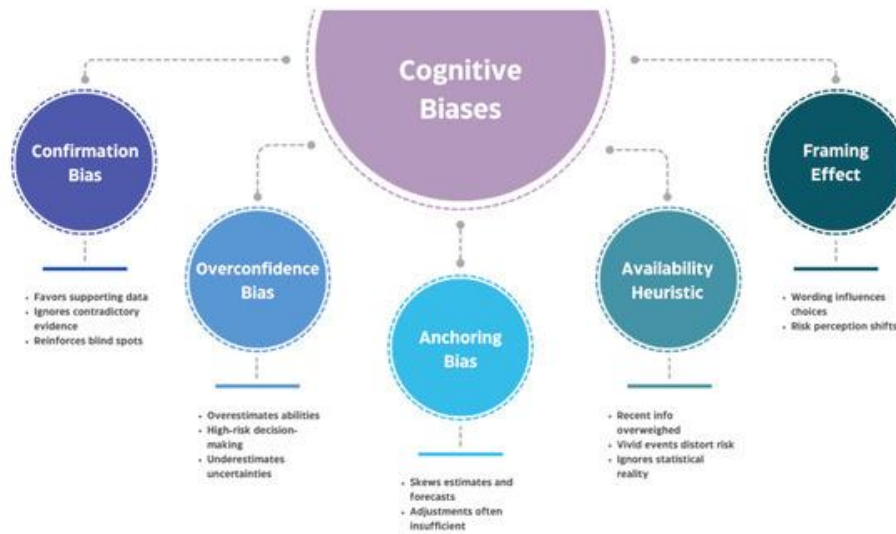 Cognitive
Biases
Confirmation
Bias
• Favors supporting data
• Ignores contradictory
evidence
• Reinforces blind spots
Overconfidence
Bias
• Overestimates abilities
• High-risk decision-
making
• Underestimates
uncertainties
Anchoring
Bias
• Skews estimates and
forecasts
• Adjustments often
insufficient
Availability
Heuristic
• Recent info
overweighed
• Vivid events distort risk
• Ignores statistical
reality
Framing
Effect
• Wording influences
choices
• Risk perception shifts